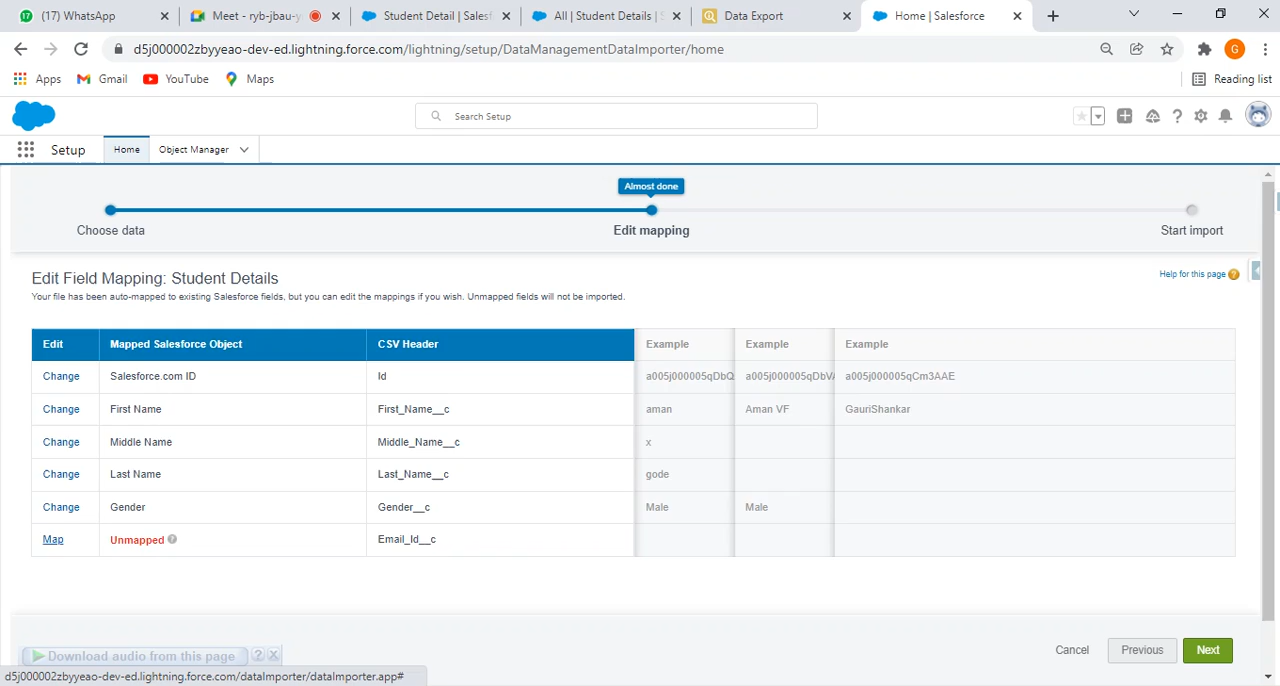 (17) WhatsApp
Meet - ryb-jbau-y
Student Detail | Salesf
All | Student Details | S
Data Export
Home | Salesforce
d5j000002zbyyeao-dev-ed.lightning.force.com/lightning/setup/DataManagementDataImporter/home
G
Apps
Gmail
YouTube
Maps
Reading list
Search Setup
Setup
Home
Object Manager
Almost done
Choose data
Edit mapping
Start import
Edit Field Mapping: Student Details
Help for this page
Your file has been auto-mapped to existing Salesforce fields, but you can edit the mappings if you wish. Unmapped fields will not be imported.
Edit Mapped Salesforce Object CSV Header Example Example Example
Change Salesforce.com ID Id a005j000005qDbQ a005j000005qDbVA a005j000005qCm3AAE
Change First Name First_Name__c aman Aman VF GauriShankar
Change Middle Name Middle_Name__c x
Change Last Name Last_Name__c gode
Change Gender Gender__c Male Male
Map Unmapped Email_Id__c
Cancel Previous Next
Download audio from this page ? X
d5j000002zbyyeao-dev-ed.lightning.force.com/dataImporter/dataImporter.app#